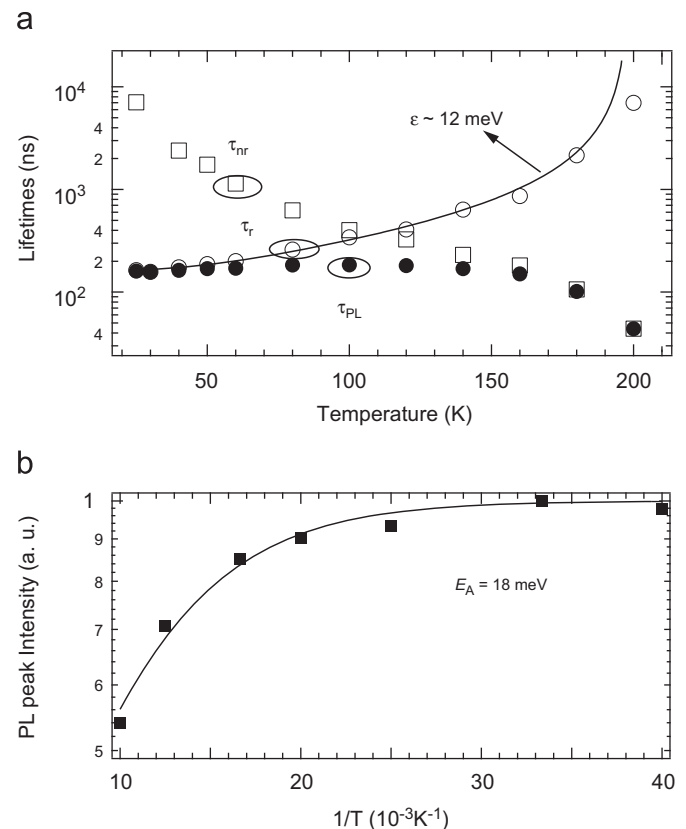 a
10⁴
4
2
10³
4
2
10²
4
Lifetimes (ns)
ε ~ 12 meV
τnr
τr
τPL
50
100
150
200
Temperature (K)
b
1
9
8
7
6
5
PL peak Intensity (a. u.)
EA = 18 meV
10
20
30
40
1/T (10⁻³K⁻¹)